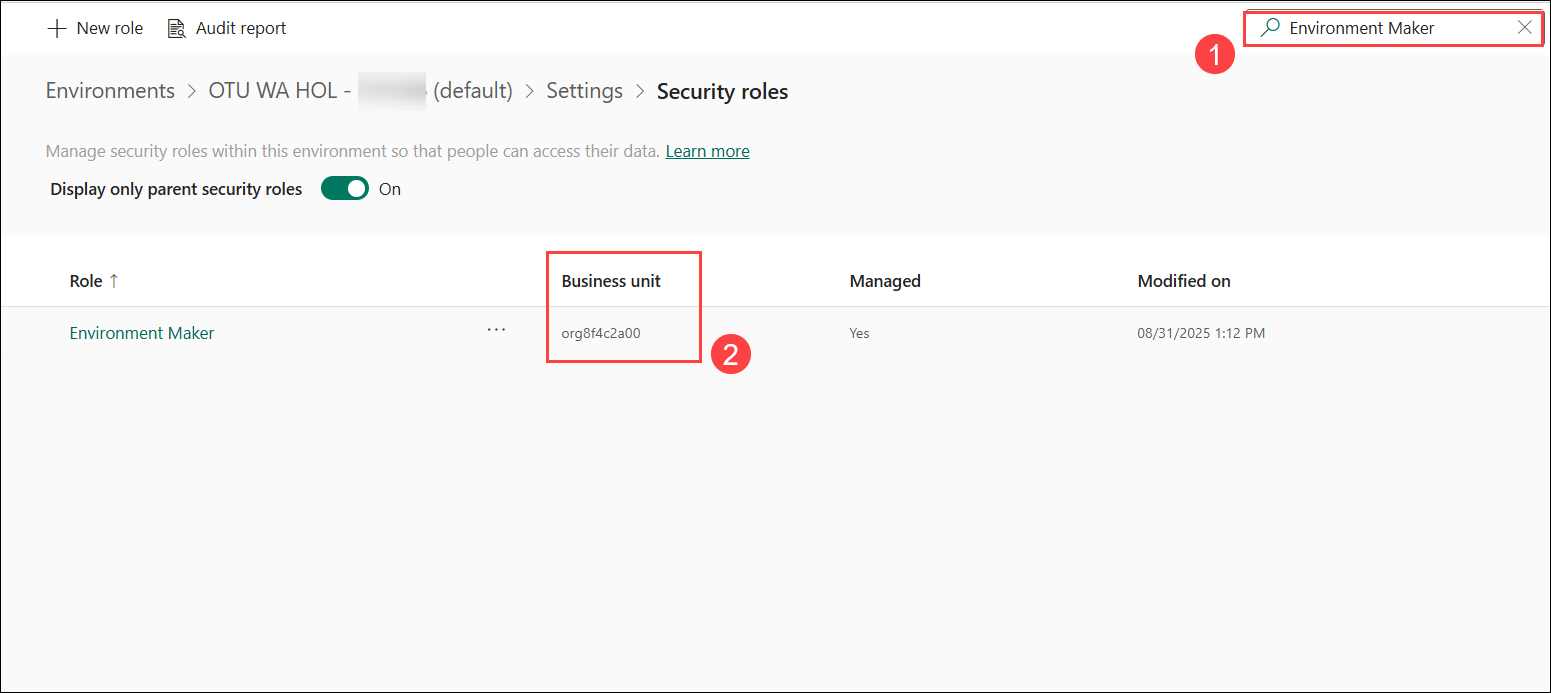 New role Audit report Environment Maker
1
Environments > OTU WA HOL - (default) > Settings > Security roles
Manage security roles within this environment so that people can access their data. Learn more
Display only parent security roles On
Role ↑ Business unit Managed Modified on
Environment Maker ... org8f4c2a00 Yes 08/31/2025 1:12 PM
2